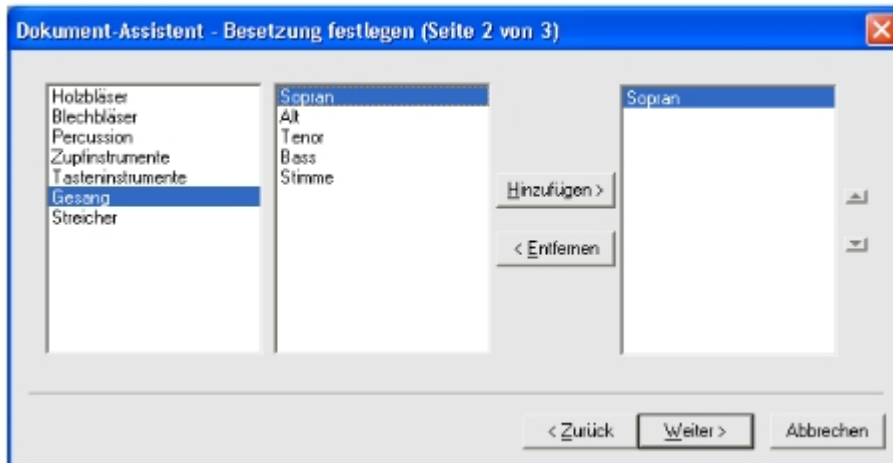 Dokument-Assistent - Besetzung festlegen (Seite 2 von 3)
Holzbläser
Blechbläser
Percussion
Zupfinstrumente
Tasteninstrumente
Gesang
Streicher
Sopran
Alt
Tenor
Bass
Stimme
Hinzufügen >
< Entfernen
Sopran
< Zurück
Weiter >
Abbrechen